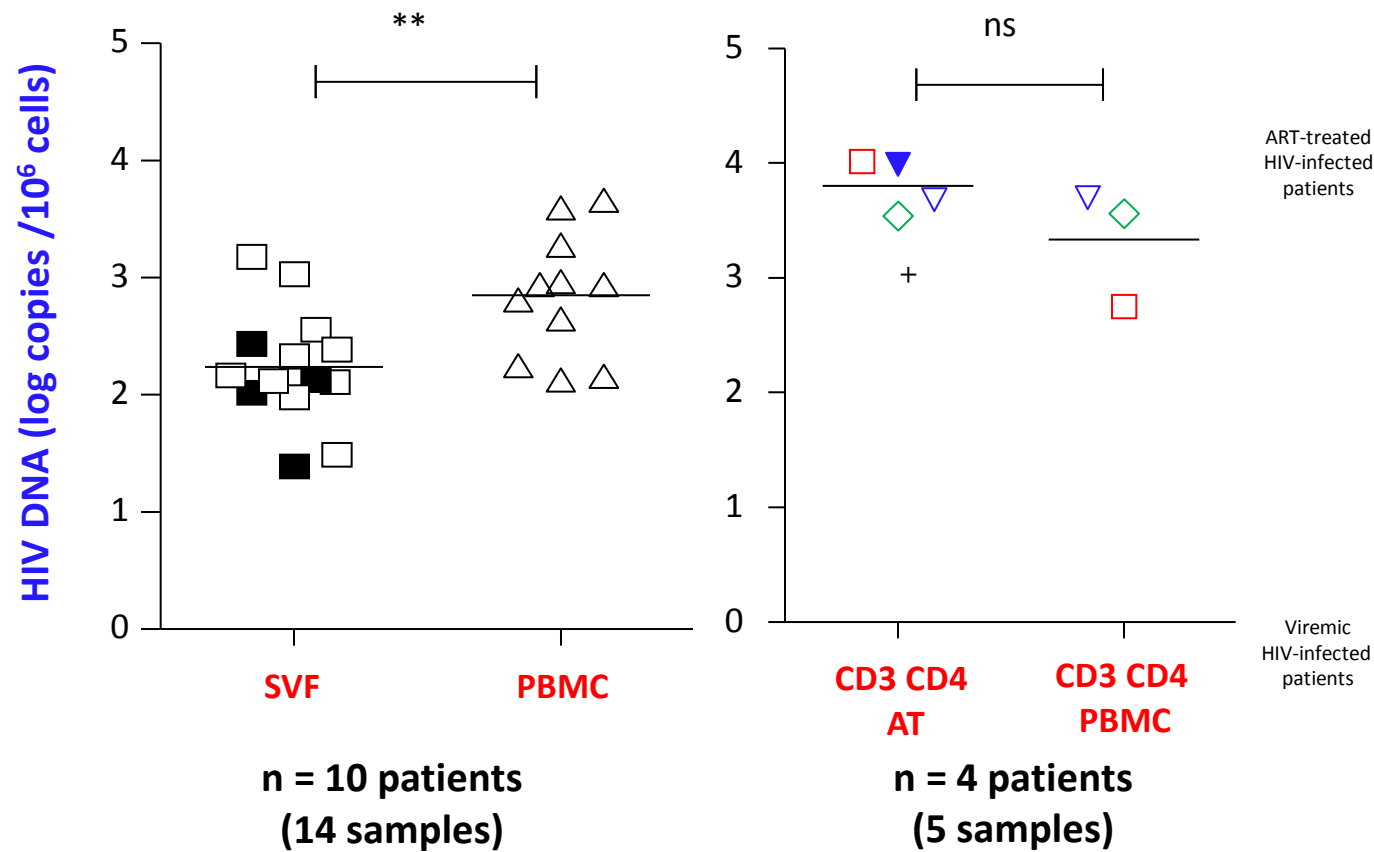 **
ns
HIV DNA (log copies /10⁶ cells)
5
4
3
2
1
0
SVF
PBMC
n = 10 patients
(14 samples)
5
4
3
2
1
0
CD3 CD4
AT
CD3 CD4
PBMC
n = 4 patients
(5 samples)
ART-treated
HIV-infected
patients
Viremic
HIV-infected
patients